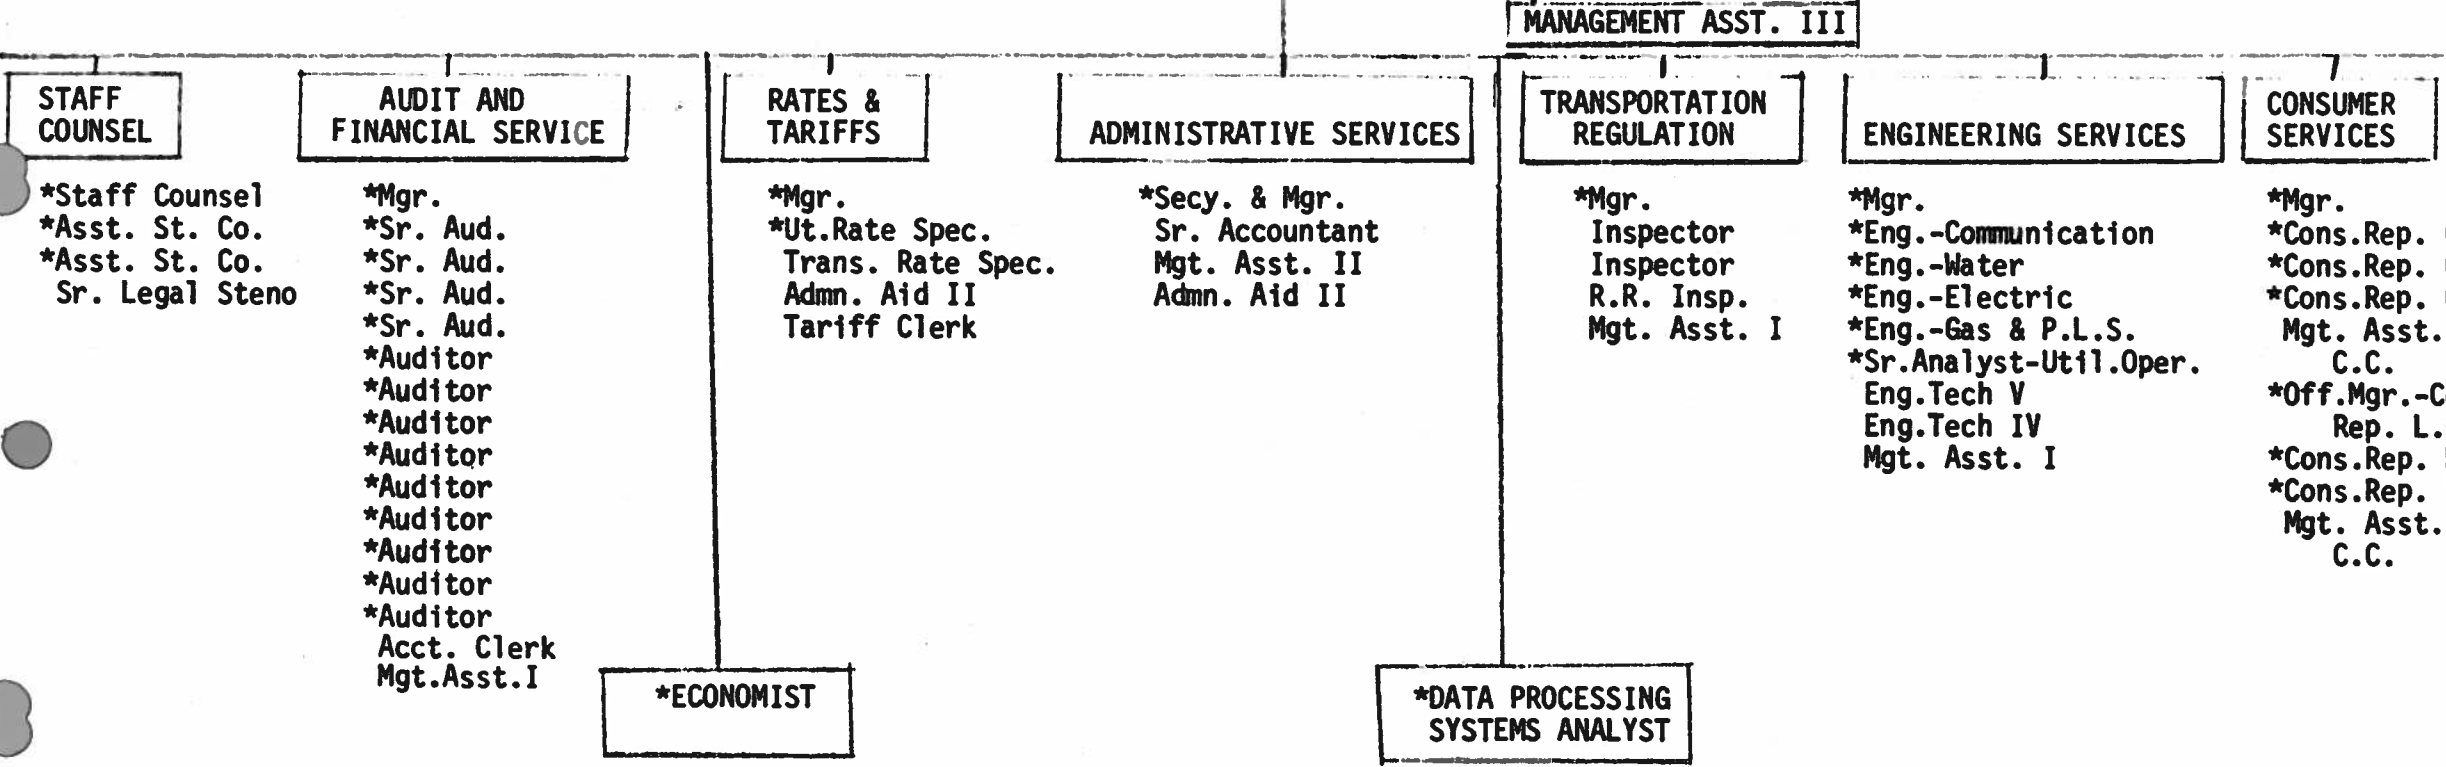 MANAGEMENT ASST. III
STAFF
COUNSEL
*Staff Counsel
*Asst. St. Co.
*Asst. St. Co.
Sr. Legal Steno
AUDIT AND
FINANCIAL SERVICE
*Mgr.
*Sr. Aud.
*Sr. Aud.
*Sr. Aud.
*Sr. Aud.
*Auditor
*Auditor
*Auditor
*Auditor
*Auditor
*Auditor
*Auditor
*Auditor
*Auditor
Acct. Clerk
Mgt.Asst.I
*ECONOMIST
RATES &
TARIFFS
*Mgr.
*Ut.Rate Spec.
Trans. Rate Spec.
Admn. Aid II
Tariff Clerk
ADMINISTRATIVE SERVICES
*Secy. & Mgr.
Sr. Accountant
Mgt. Asst. II
Admn. Aid II
*DATA PROCESSING
SYSTEMS ANALYST
TRANSPORTATION
REGULATION
*Mgr.
Inspector
Inspector
R.R. Insp.
Mgt. Asst. I
ENGINEERING SERVICES
*Mgr.
*Eng.-Communication
*Eng.-Water
*Eng.-Electric
*Eng.-Gas & P.L.S.
*Sr.Analyst-Util.Oper.
Eng.Tech V
Eng.Tech IV
Mgt. Asst. I
CONSUMER
SERVICES
*Mgr.
*Cons.Rep.
*Cons.Rep.
*Cons.Rep.
Mgt. Asst.
C.C.
*Off.Mgr.-C
Rep. L.
*Cons.Rep.
*Cons.Rep.
Mgt. Asst.
C.C.